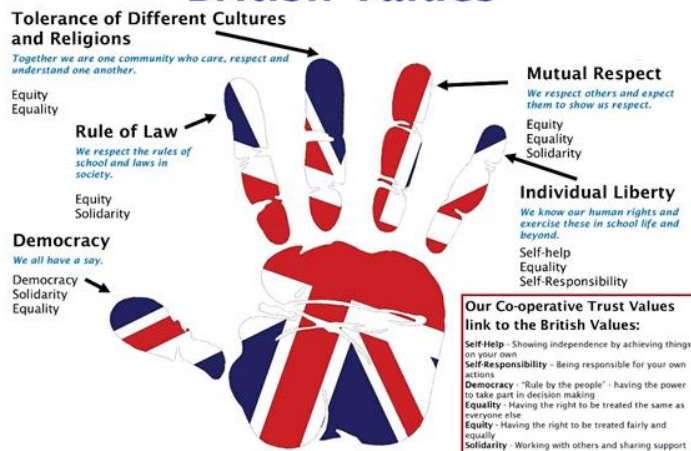 British Values
Tolerance of Different Cultures
and Religions
Together we are one community who care, respect and
understand one another.
Equity
Equality
Rule of Law
We respect the rules of
school and laws in
society.
Equity
Solidarity
Democracy
We all have a say.
Democracy
Solidarity
Equality
Mutual Respect
We respect others and expect
them to show us respect.
Equity
Equality
Solidarity
Individual Liberty
We know our human rights and
exercise these in school life and
beyond.
Self-help
Equality
Self-Responsibility
Our Co-operative Trust Values
link to the British Values:
Self-Help - Showing independence by achieving things
on your own
Self-Responsibility - Being responsible for your own
actions
Democracy - "Rule by the people" - having the power
to take part in decision making
Equality - Having the right to be treated the same as
everyone else
Equity - Having the right to be treated fairly and
equally
Solidarity - Working with others and sharing support